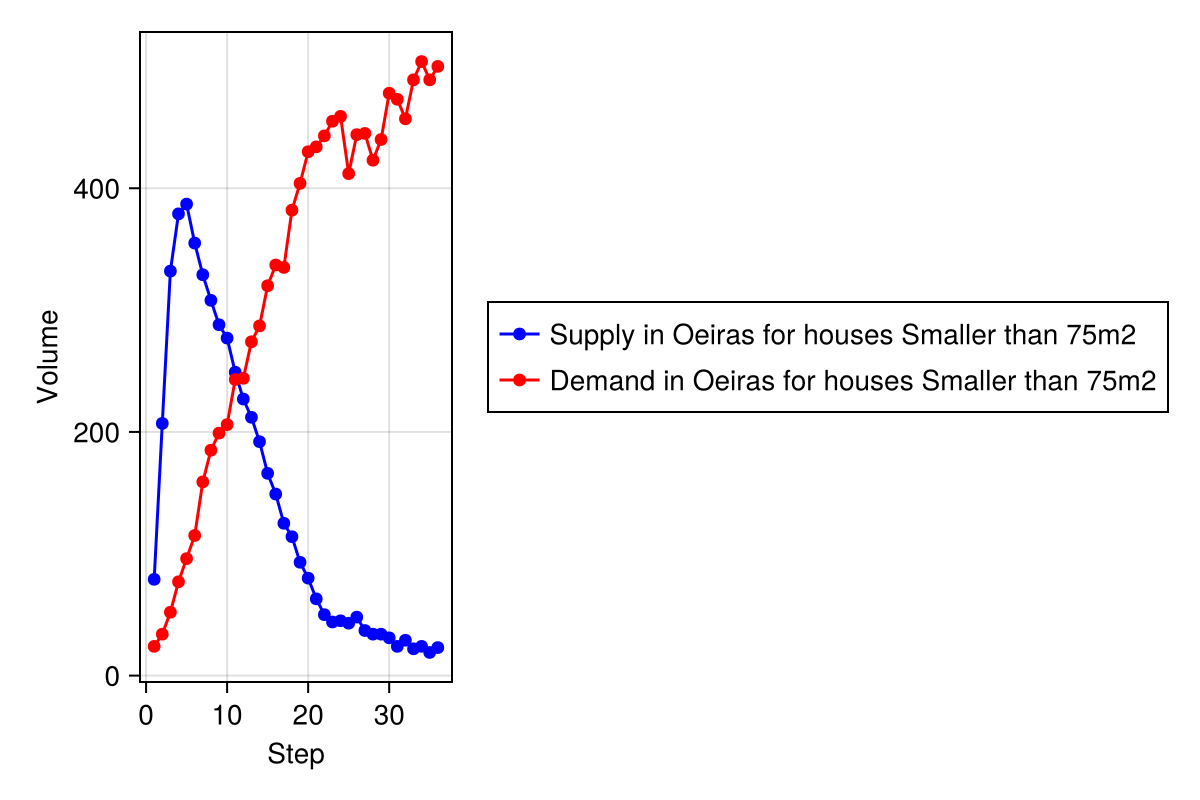 400
200
0
Volume
0 10 20 30
Step
Supply in Oeiras for houses Smaller than 75m2
Demand in Oeiras for houses Smaller than 75m2